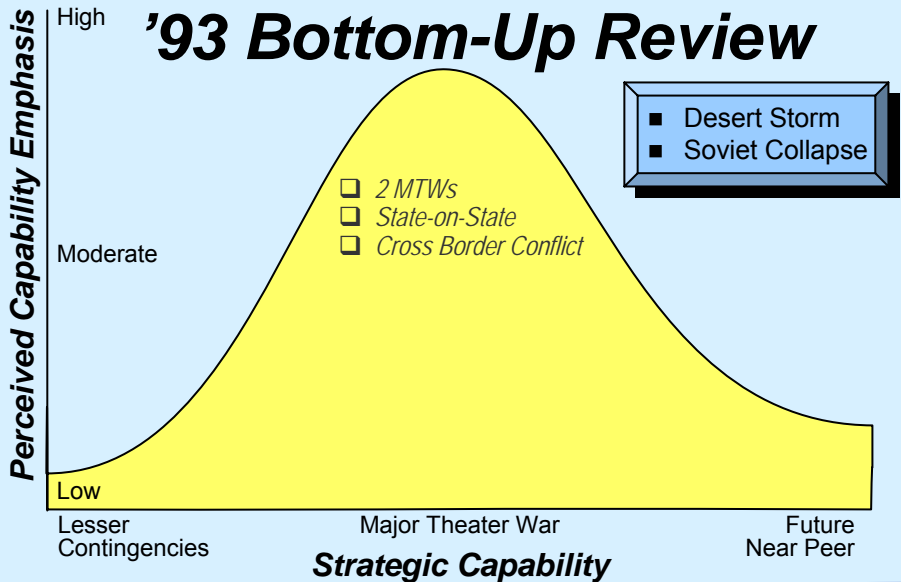 '93 Bottom-Up Review
Perceived Capability Emphasis
High
Moderate
Low
■ Desert Storm
■ Soviet Collapse
❑ 2 MTWs
❑ State-on-State
❑ Cross Border Conflict
Lesser
Contingencies
Major Theater War
Future
Near Peer
Strategic Capability